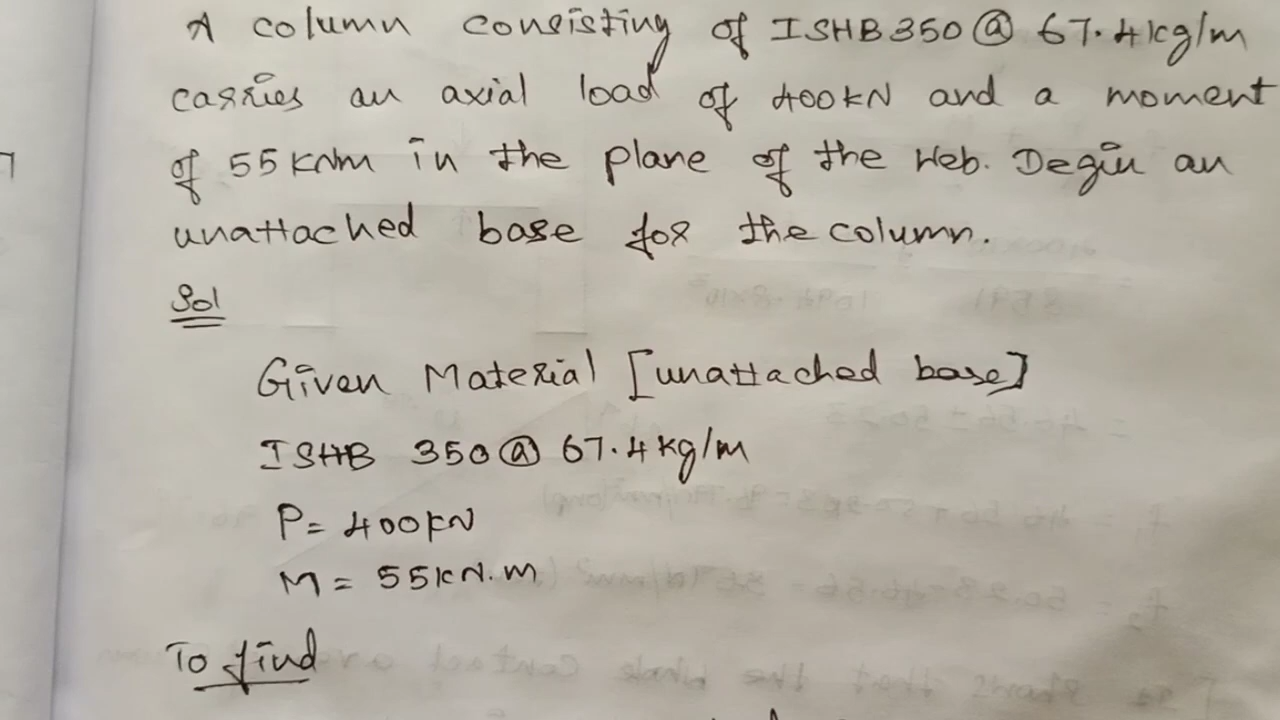 A column consisting of ISHB350 @ 67.4kg/m
carries an axial load of 400kN and a moment
of 55kNm in the plane of the Web. Degin an
unattached base for the column.
Sol
Given Material [unattached base]
ISHB 350 @ 67.4kg/m
P= 400kN
M = 55kN.m
To find